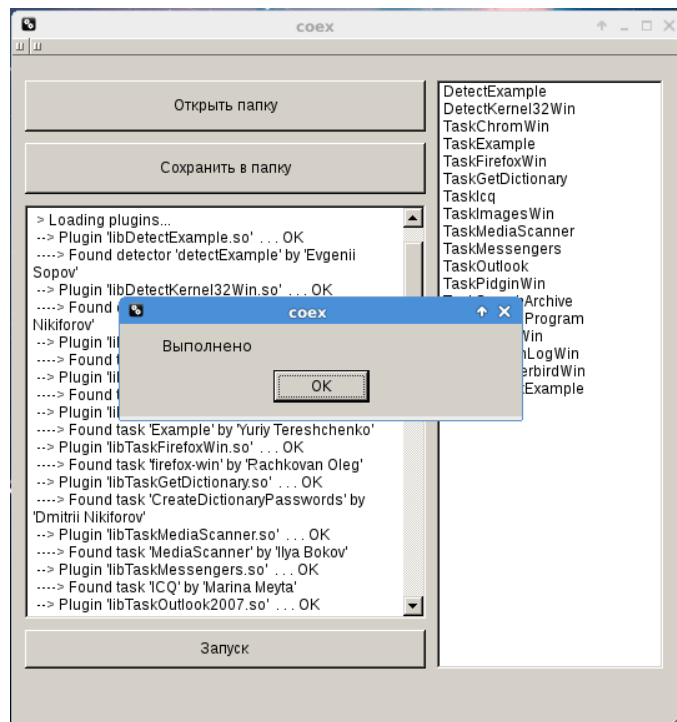 coex
Открыть папку
Сохранить в папку
> Loading plugins...
--> Plugin 'libDetectExample.so' ... OK
----> Found detector 'detectExample' by 'Evgenii
Sopov'
--> Plugin 'libDetectKernel32Win.so' ... OK
----> Found
Nikiforov'
--> Plugin
----> Found
--> Plugin
----> Found
--> Plugin
----> Found task 'Example' by 'Yuriy Tereshchenko'
--> Plugin 'libTaskFirefoxWin.so' ... OK
----> Found task 'firefox-win' by 'Rachkovan Oleg'
--> Plugin 'libTaskGetDictionary.so' ... OK
----> Found task 'CreateDictionaryPasswords' by
'Dmitrii Nikiforov'
--> Plugin 'libTaskMediaScanner.so' ... OK
----> Found task 'MediaScanner' by 'Ilya Bokov'
--> Plugin 'libTaskMessengers.so' ... OK
----> Found task 'ICQ' by 'Marina Meyta'
--> Plugin 'libTaskOutlook2007.so' ... OK
Запуск
coex
Выполнено
OK
DetectExample
DetectKernel32Win
TaskChromWin
TaskExample
TaskFirefoxWin
TaskGetDictionary
TaskIcq
TaskImagesWin
TaskMediaScanner
TaskMessengers
TaskOutlook
TaskPidginWin
Archive
Program
Win
LogWin
erbirdWin
Example